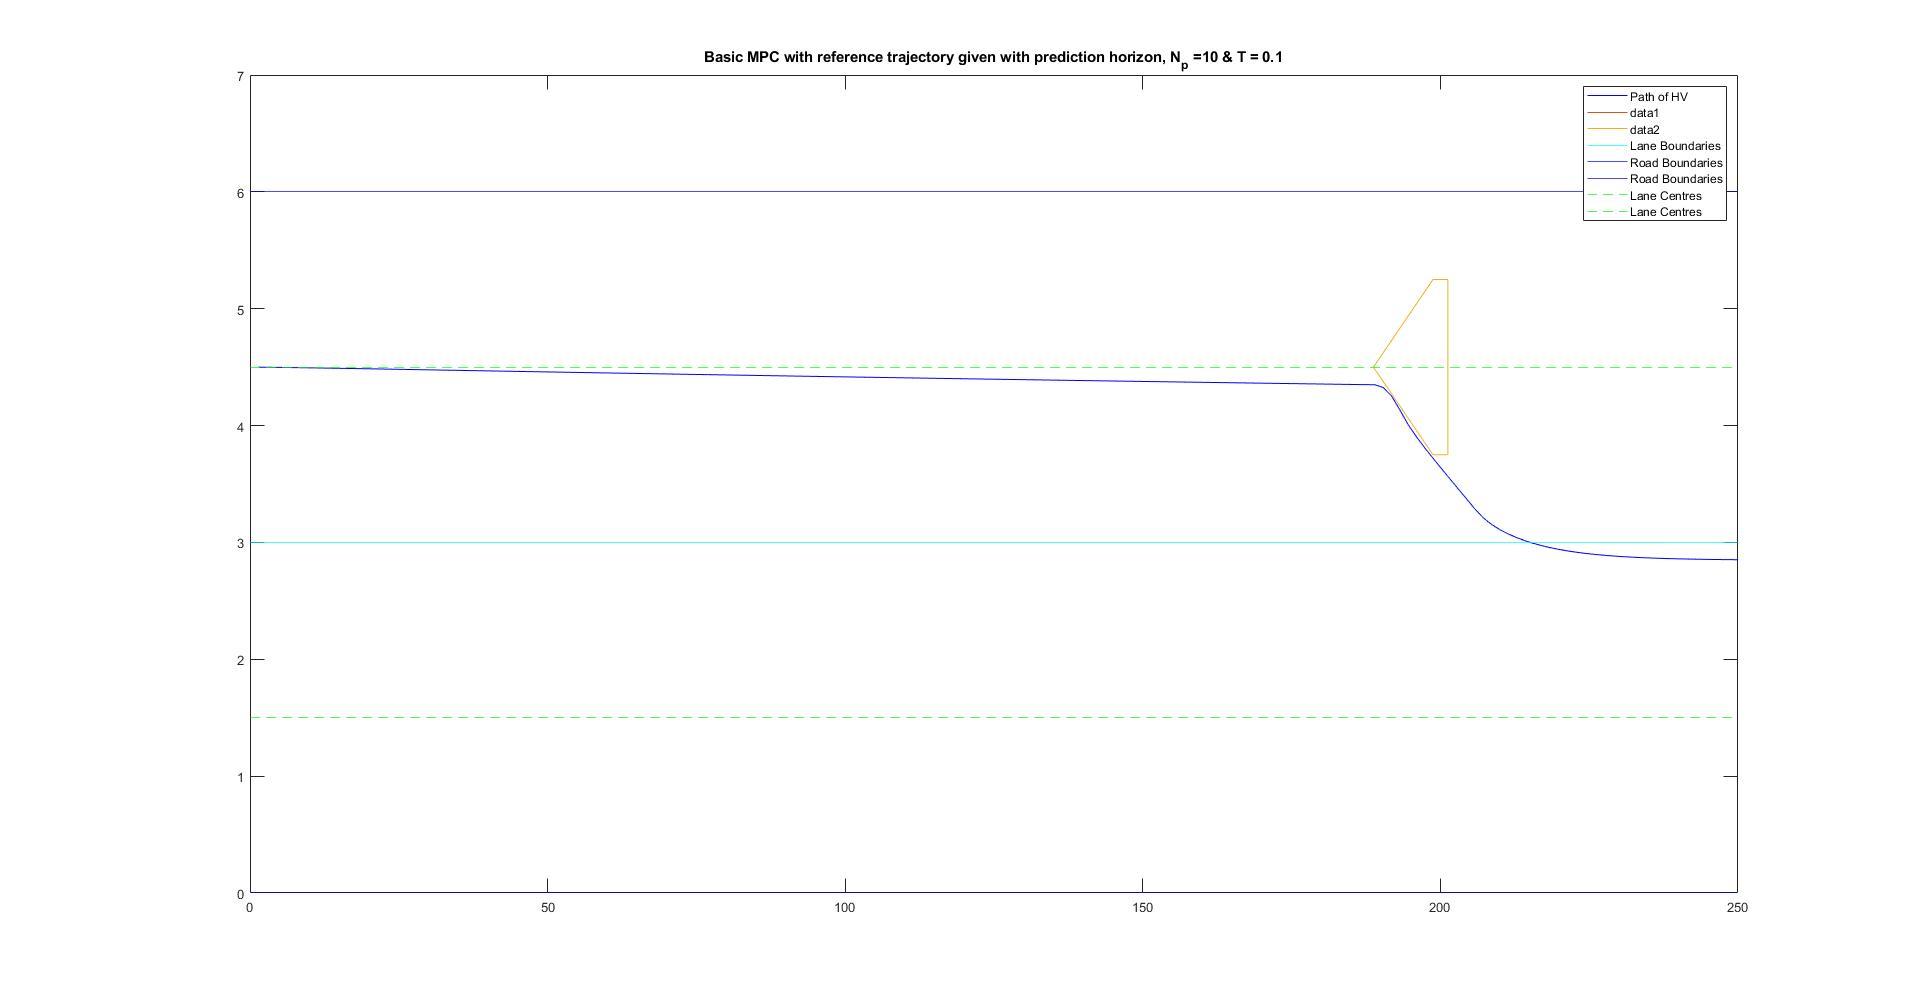 Basic MPC with reference trajectory given with prediction horizon, Np =10 & T = 0.1
7
6
5
4
3
2
1
0
0 50 100 150 200 250
Path of HV
data1
data2
Lane Boundaries
Road Boundaries
Road Boundaries
Lane Centres
Lane Centres